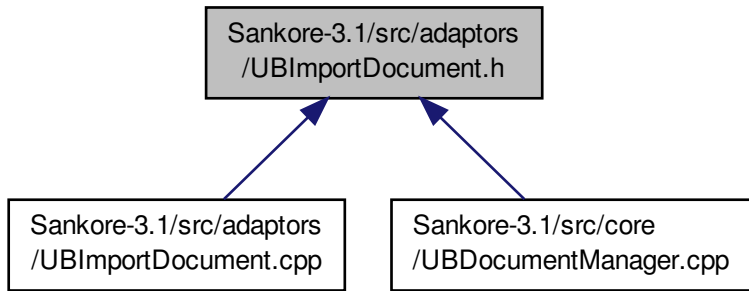 Sankore-3.1/src/adaptors
/UBImportDocument.h
Sankore-3.1/src/adaptors
/UBImportDocument.cpp
Sankore-3.1/src/core
/UBDocumentManager.cpp